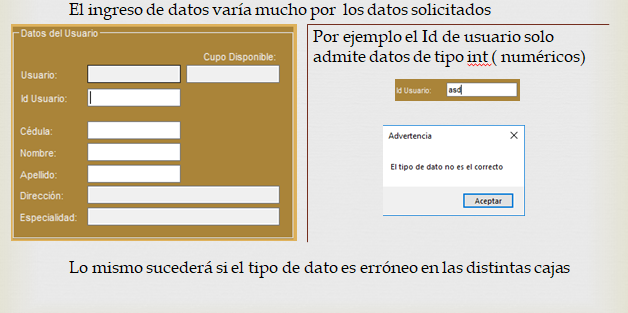 El ingreso de datos varía mucho por los datos solicitados
Datos del Usuario
Cupo Disponible:
Usuario:
Id Usuario:
Cédula:
Nombre:
Apellido:
Dirección:
Especialidad:
Por ejemplo el Id de usuario solo
admite datos de tipo int ( numéricos)
Id Usuario: asd
Advertencia
El tipo de dato no es el correcto
Aceptar
Lo mismo sucederá si el tipo de dato es erróneo en las distintas cajas